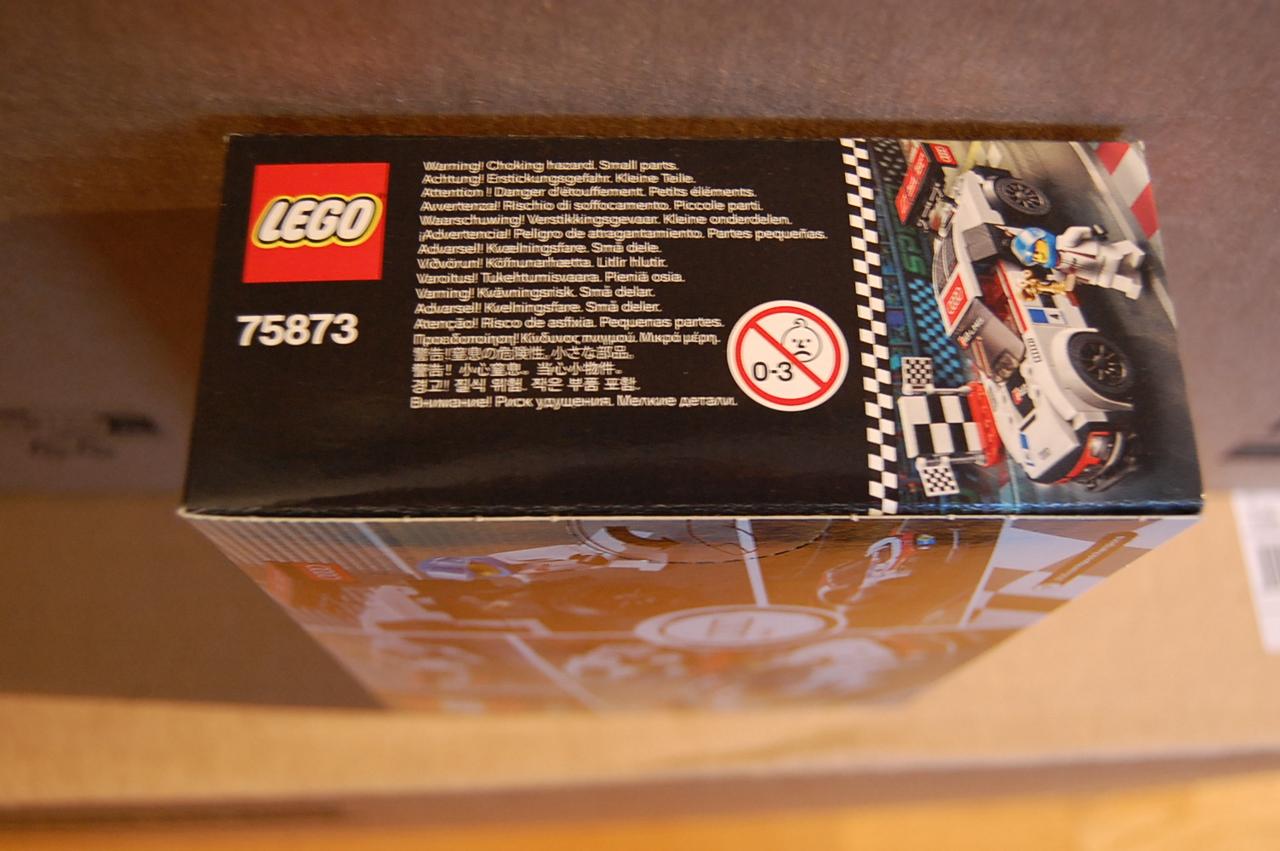 LEGO
75873
Warning! Choking hazard. Small parts.
Achtung! Erstickungsgefahr. Kleine Teile.
Attention ! Danger d'étouffement. Petits éléments.
Avvertenza! Rischio di soffocamento. Piccole parti.
Waarschuwing! Verstikkingsgevaar. Kleine onderdelen.
¡Advertencia! Peligro de atragantamiento. Partes pequeñas.
Advarsel! Kvælningsfare. Små dele.
Viðvörun! Köfnunarhætta. Litlir hlutir.
Varoitus! Tukehtumisvaara. Pieniä osia.
Varning! Kvävningsrisk. Små delar.
Advarsel! Kvelningsfare. Små deler.
Atenção! Risco de asfixia. Pequenas partes.
Προειδοποίηση! Κίνδυνος πνιγμού. Μικρά μέρη.
警告!窒息の危険性。小さな部品。
警告! 小心窒息。当心小物件。
경고! 질식 위험. 작은 부품 포함.
Внимание! Риск удушения. Мелкие детали.
0-3